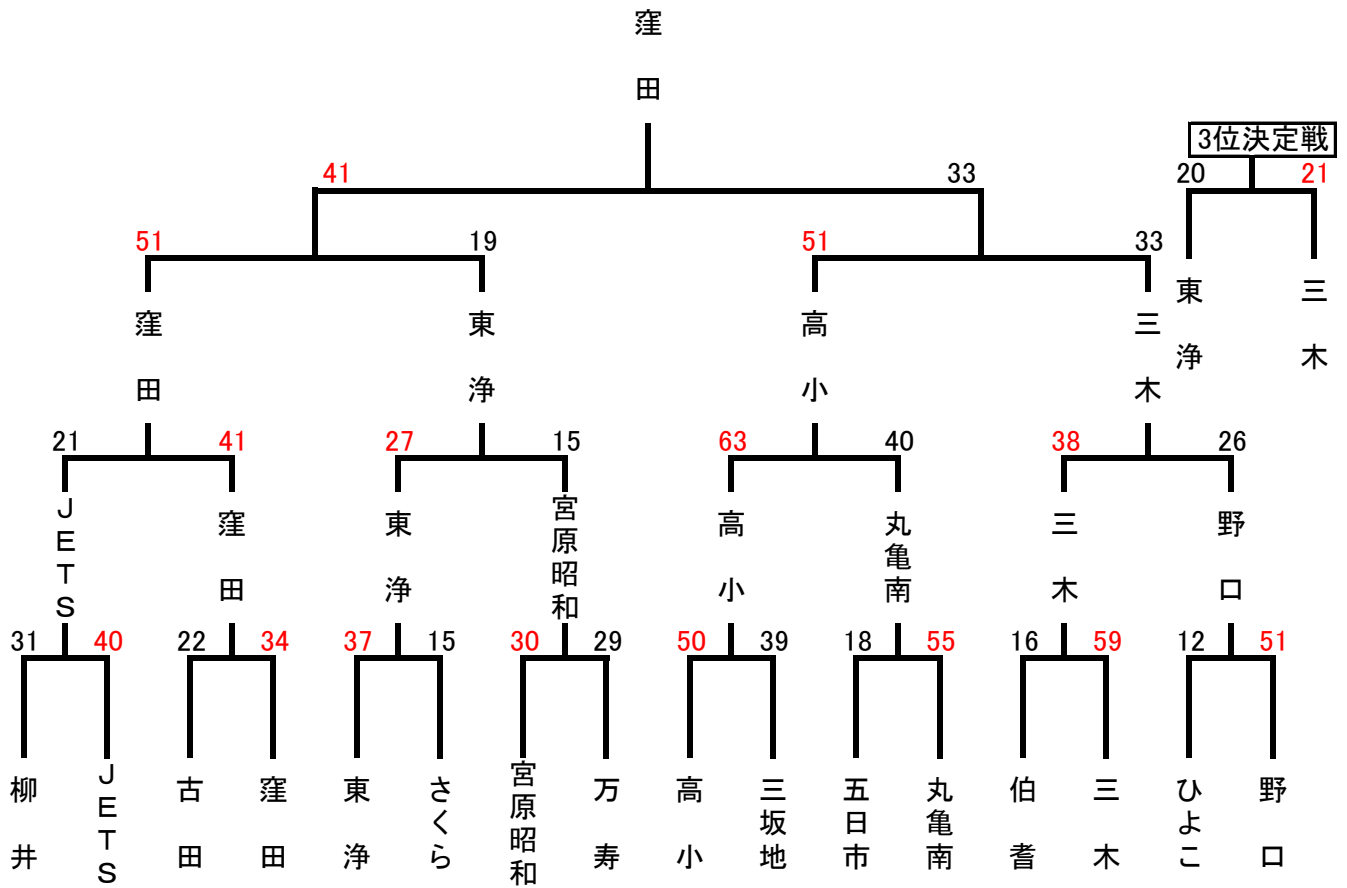 窪田
3位決定戦
41 33 20 21
51 19 51 33
東浄 三木
窪田 東浄 高小 三木
21 41 27 15 63 40 38 26
JETS 窪田 東浄 宮原昭和 高小 丸亀南 三木 野口
31 40 22 34 37 15 30 29 50 39 18 55 16 59 12 51
柳井 JETS 古田 窪田 東浄 さくら 宮原昭和 万寿 高小 三坂地 五日市 丸亀南 伯耆 三木 ひよこ 野口